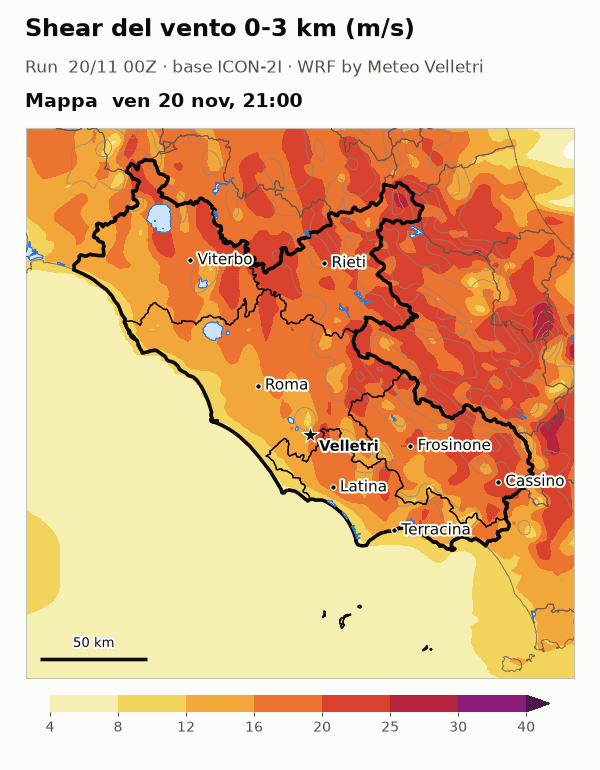 Shear del vento 0-3 km (m/s)
Run 20/11 00Z · base ICON-2I · WRF by Meteo Velletri
Mappa ven 20 nov, 21:00
Viterbo
Rieti
Roma
Velletri
Frosinone
Cassino
Latina
Terracina
50 km
4 8 12 16 20 25 30 40